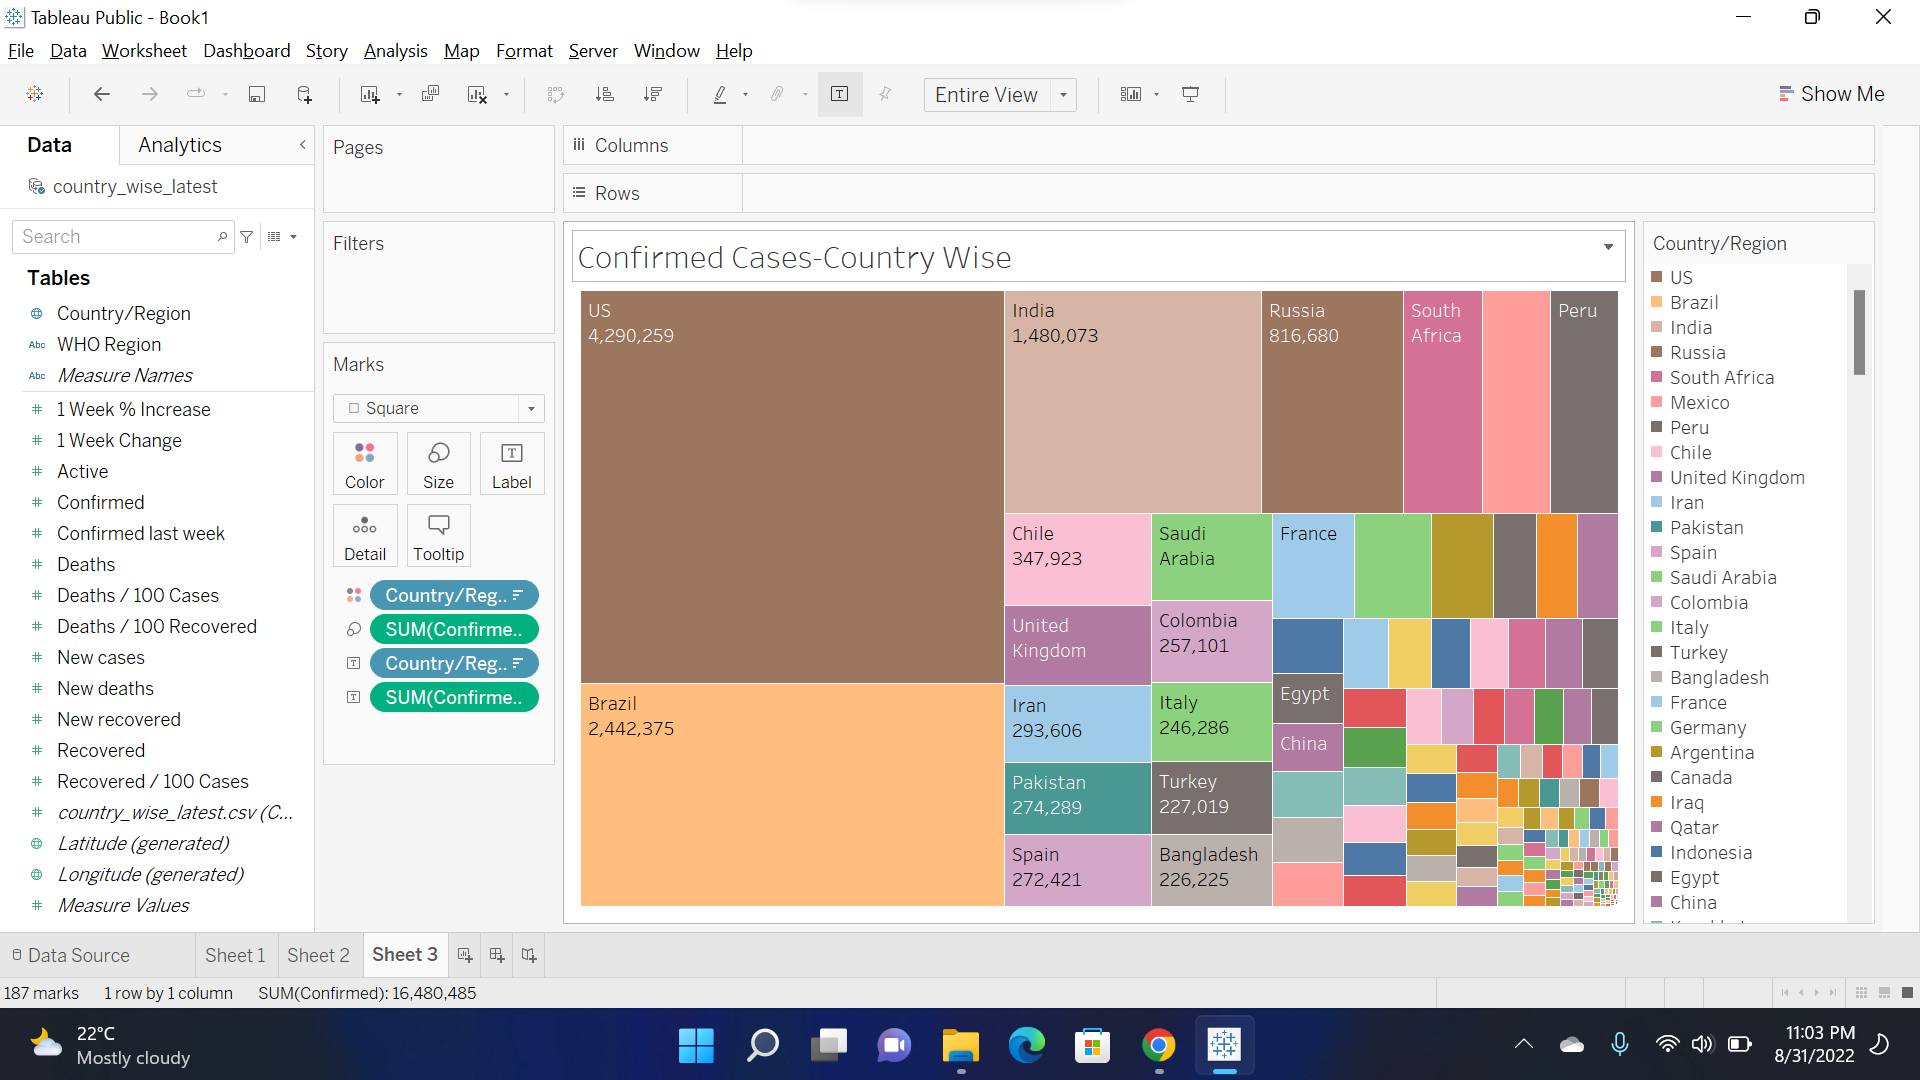 Tableau Public - Book1
File Data Worksheet Dashboard Story Analysis Map Format Server Window Help
Entire View
Show Me
Data
Analytics
country_wise_latest
Search
Tables
Country/Region
Abc WHO Region
Abc Measure Names
# 1 Week % Increase
# 1 Week Change
# Active
# Confirmed
# Confirmed last week
# Deaths
# Deaths / 100 Cases
# Deaths / 100 Recovered
# New cases
# New deaths
# New recovered
# Recovered
# Recovered / 100 Cases
# country_wise_latest.csv (C...
Latitude (generated)
Longitude (generated)
# Measure Values
Pages
Filters
Marks
Square
Color
Size
T
Label
Detail
Tooltip
Country/Reg..
SUM(Confirme..
T Country/Reg..
T SUM(Confirme..
Columns
Rows
Confirmed Cases-Country Wise
US
4,290,259
Brazil
2,442,375
India
1,480,073
Russia
816,680
South
Africa
Peru
Chile
347,923
United
Kingdom
Iran
293,606
Pakistan
274,289
Spain
272,421
Saudi
Arabia
Colombia
257,101
Italy
246,286
Turkey
227,019
Bangladesh
226,225
France
Egypt
China
Country/Region
US
Brazil
India
Russia
South Africa
Mexico
Peru
Chile
United Kingdom
Iran
Pakistan
Spain
Saudi Arabia
Colombia
Italy
Turkey
Bangladesh
France
Germany
Argentina
Canada
Iraq
Qatar
Indonesia
Egypt
China
Data Source
Sheet 1
Sheet 2
Sheet 3
187 marks
1 row by 1 column
SUM(Confirmed): 16,480,485
22°C
Mostly cloudy
11:03 PM
8/31/2022